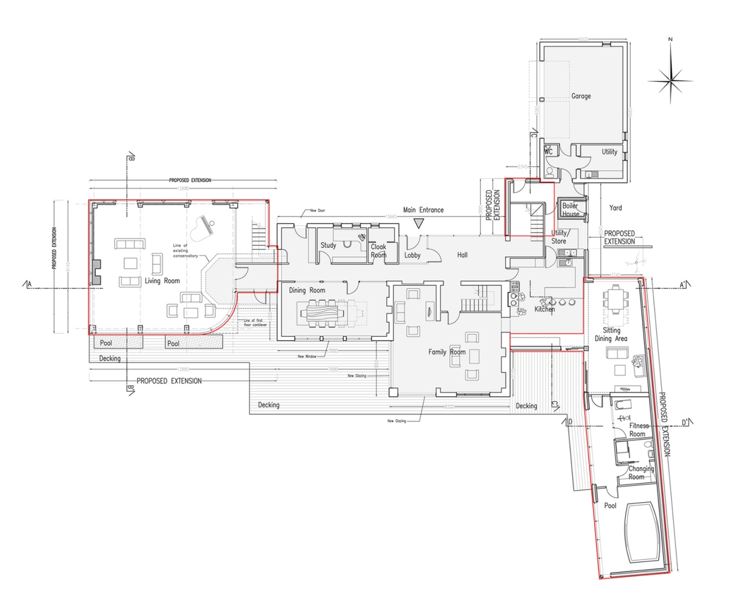 N
Garage
WC
Utility
B
C
PROPOSED EXTENSION
PROPOSED
EXTENSION
Boiler
House
Yard
New Door
Main Entrance
PROPOSED EXTENSION
Study
Cloak
Room
Lobby
Hall
Utility/
Store
PROPOSED
EXTENSION
Line of
existing
conservatory
Living Room
A
Dining Room
Kitchen
A'
Sitting
Dining Area
Line of first
floor cantilever
Pool
Pool
Decking
New Window
Family Room
PROPOSED EXTENSION
B'
New Glazing
Decking
Decking
C'
New Glazing
PROPOSED EXTENSION
D
D'
Fitness
Room
Changing
Room
Pool